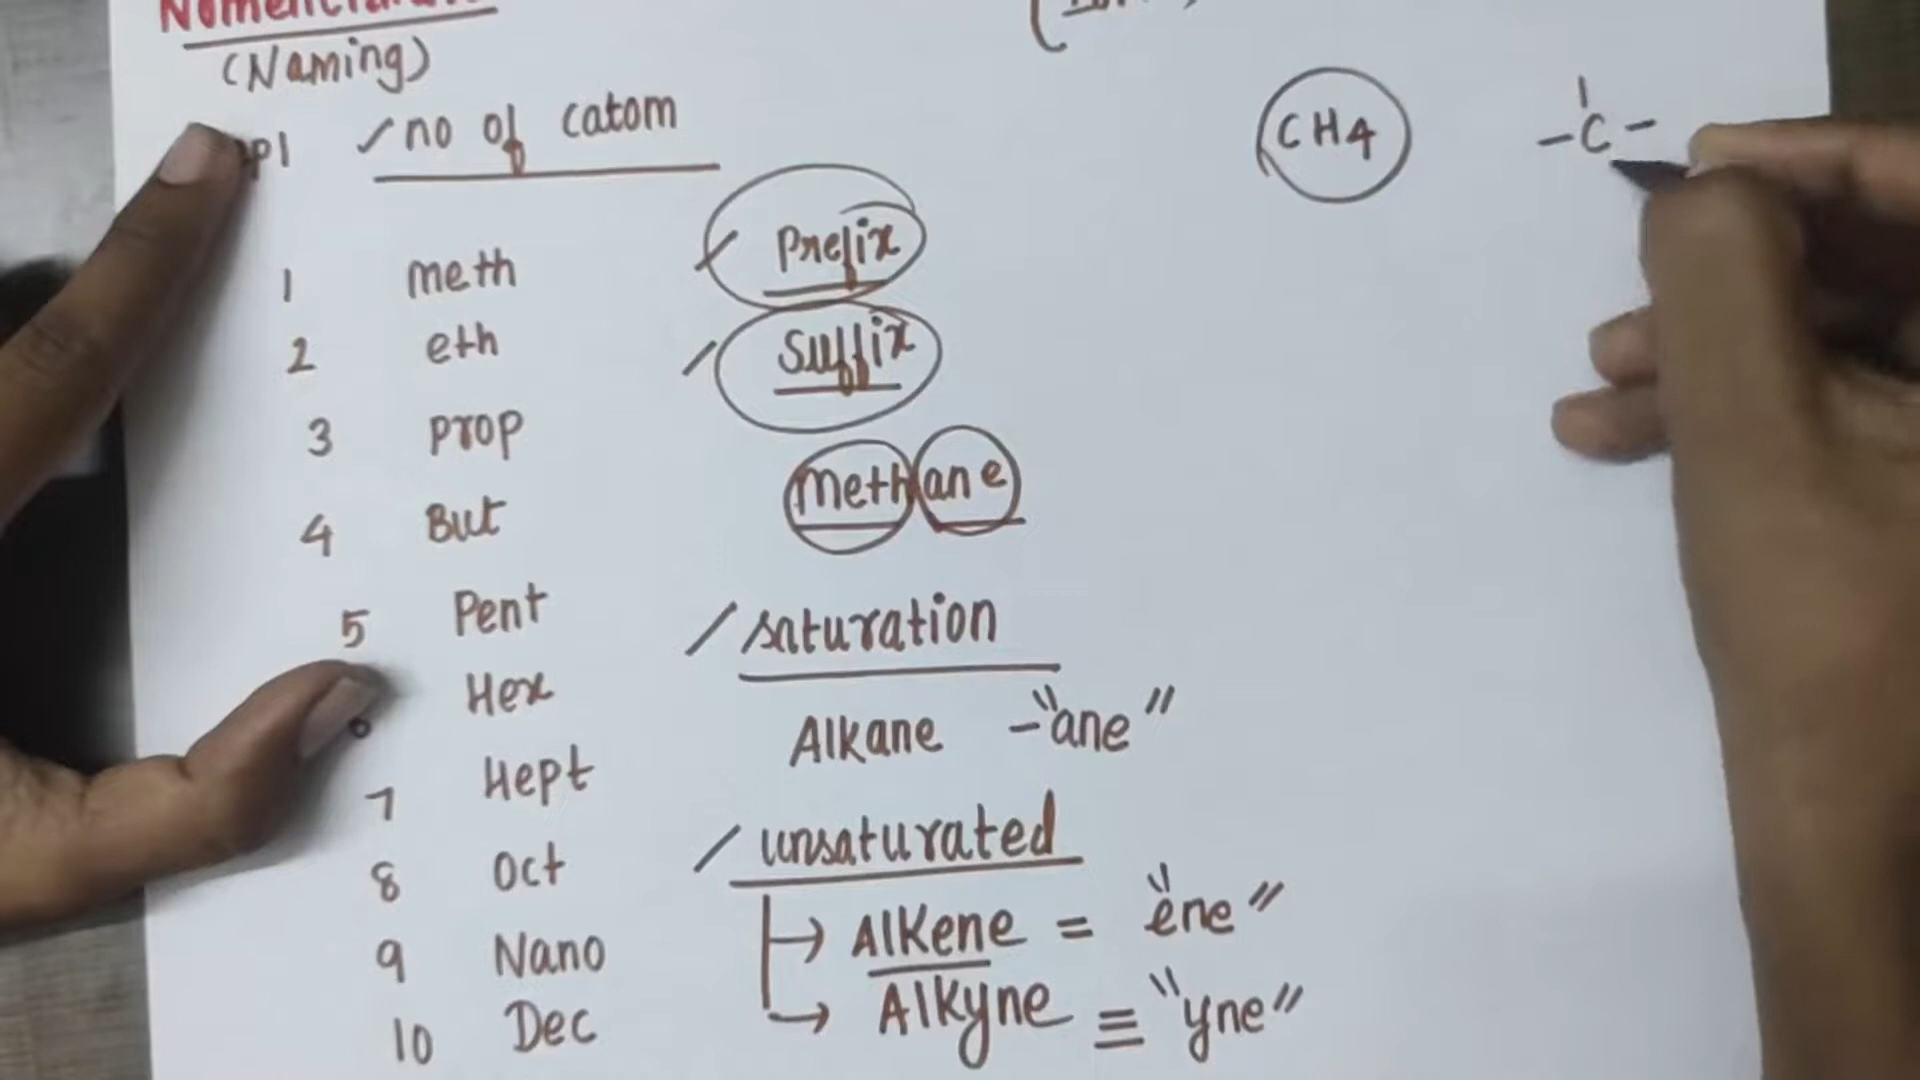 (Naming)
✓ no of catom
1 meth
2 eth
3 Prop
4 But
5 Pent
Hex
7 Hept
8 Oct
9 Nano
10 Dec
Prefix
Suffix
Methane
saturation
Alkane - "ane"
unsaturated
→ Alkene = "ene"
→ Alkyne ≡ "yne"
CH4
-C-